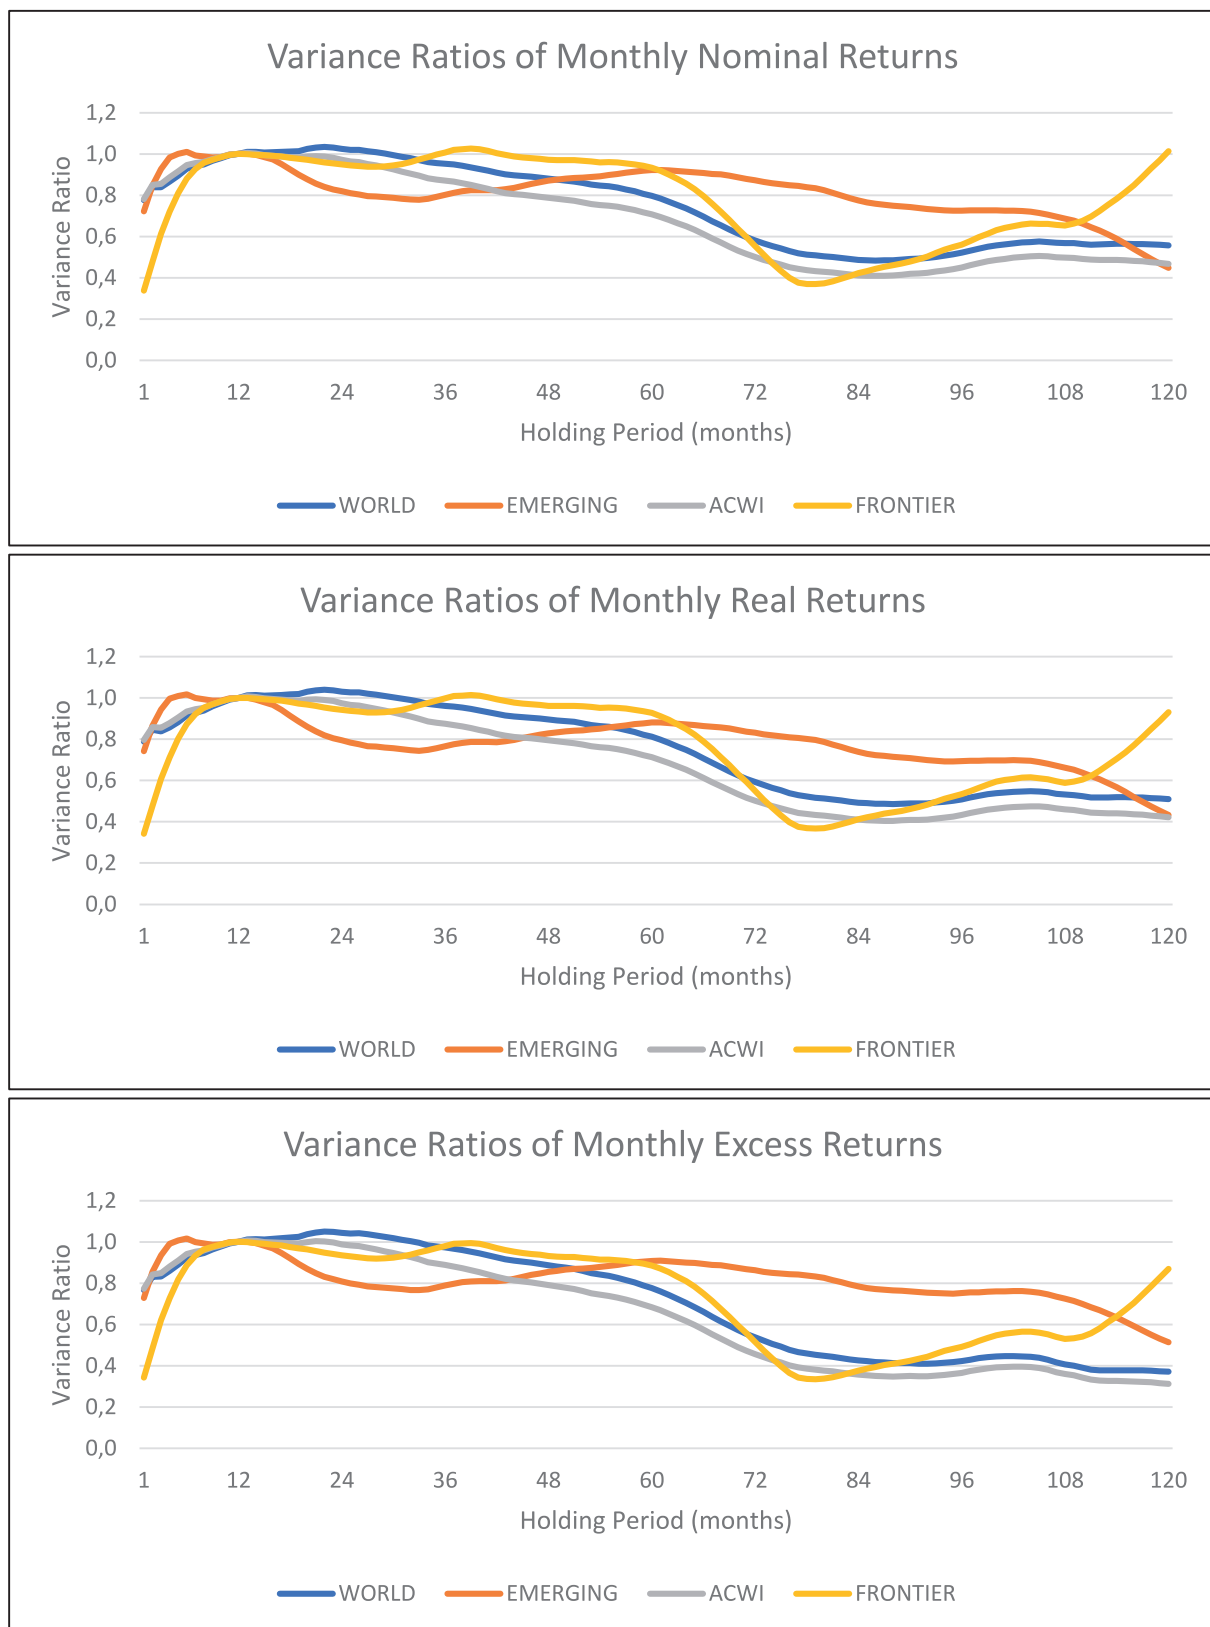 Variance Ratios of Monthly Nominal Returns
Variance Ratio
1,2
1,0
0,8
0,6
0,4
0,2
0,0
1 12 24 36 48 60 72 84 96 108 120
Holding Period (months)
WORLD EMERGING ACWI FRONTIER
Variance Ratios of Monthly Real Returns
Variance Ratio
1,2
1,0
0,8
0,6
0,4
0,2
0,0
1 12 24 36 48 60 72 84 96 108 120
Holding Period (months)
WORLD EMERGING ACWI FRONTIER
Variance Ratios of Monthly Excess Returns
Variance Ratio
1,2
1,0
0,8
0,6
0,4
0,2
0,0
1 12 24 36 48 60 72 84 96 108 120
Holding Period (months)
WORLD EMERGING ACWI FRONTIER